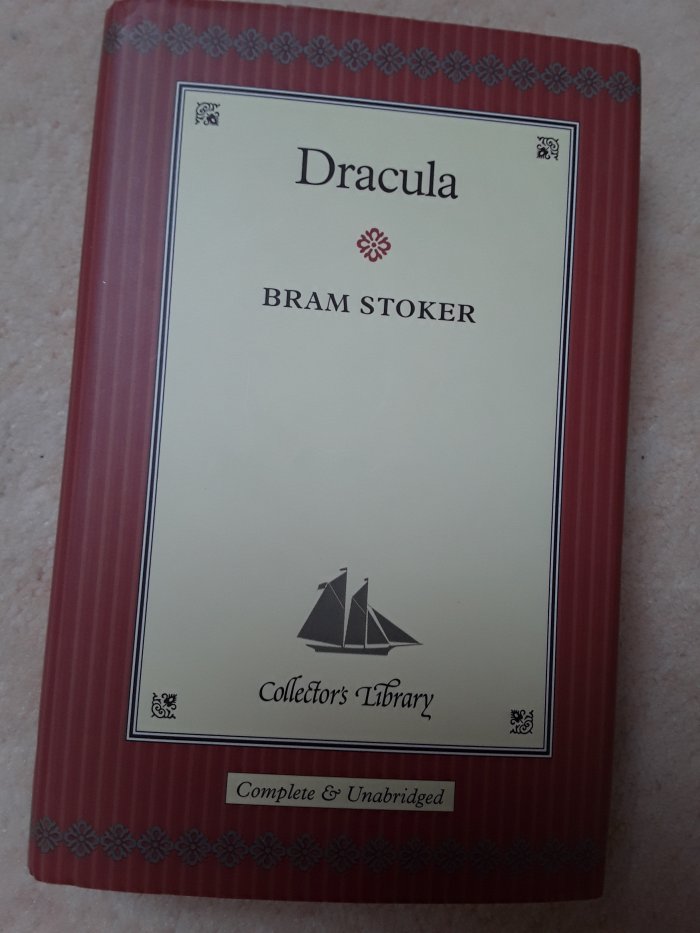 Dracula
BRAM STOKER
Collector's Library
Complete & Unabridged